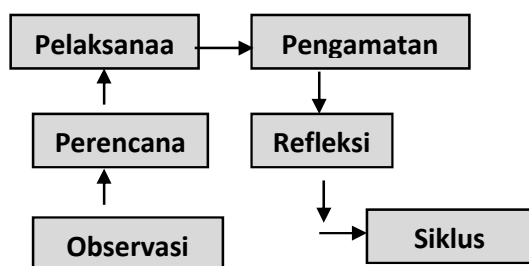 Pelaksanaa
Pengamatan
Perencana
Refleksi
Observasi
Siklus